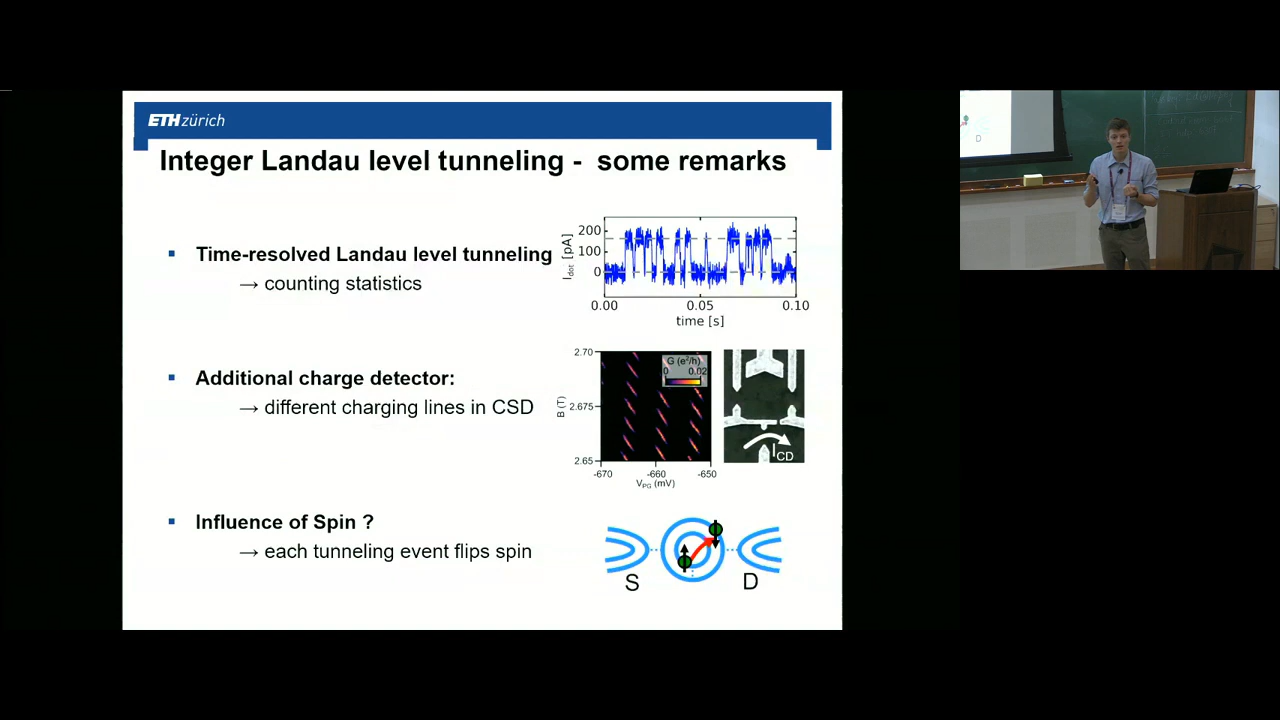 ETH zürich
Integer Landau level tunneling - some remarks
▪ Time-resolved Landau level tunneling
→ counting statistics
200
100
0
I_dot [pA]
0.00 0.05 0.10
time [s]
▪ Additional charge detector:
→ different charging lines in CSD
2.70
2.675
2.65
B (T)
G (e²/h)
0 0.02
-670 -660 -650
V_PG (mV)
I_CD
▪ Influence of Spin ?
→ each tunneling event flips spin
S D